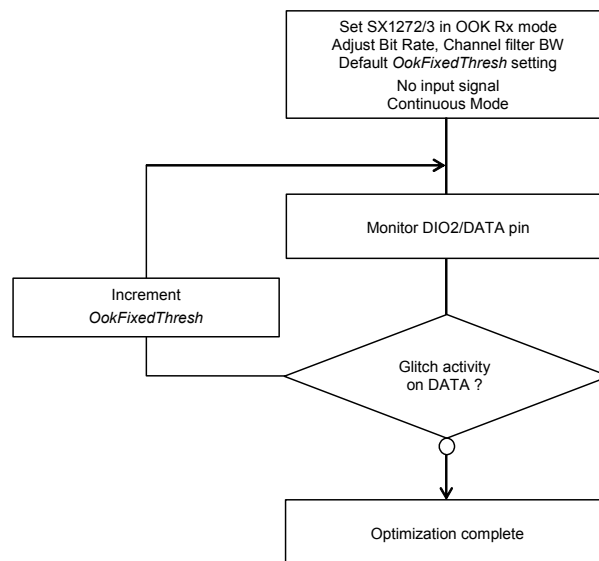 Set SX1272/3 in OOK Rx mode
Adjust Bit Rate, Channel filter BW
Default OokFixedThresh setting
No input signal
Continuous Mode
Monitor DIO2/DATA pin
Increment
OokFixedThresh
Glitch activity
on DATA ?
Optimization complete